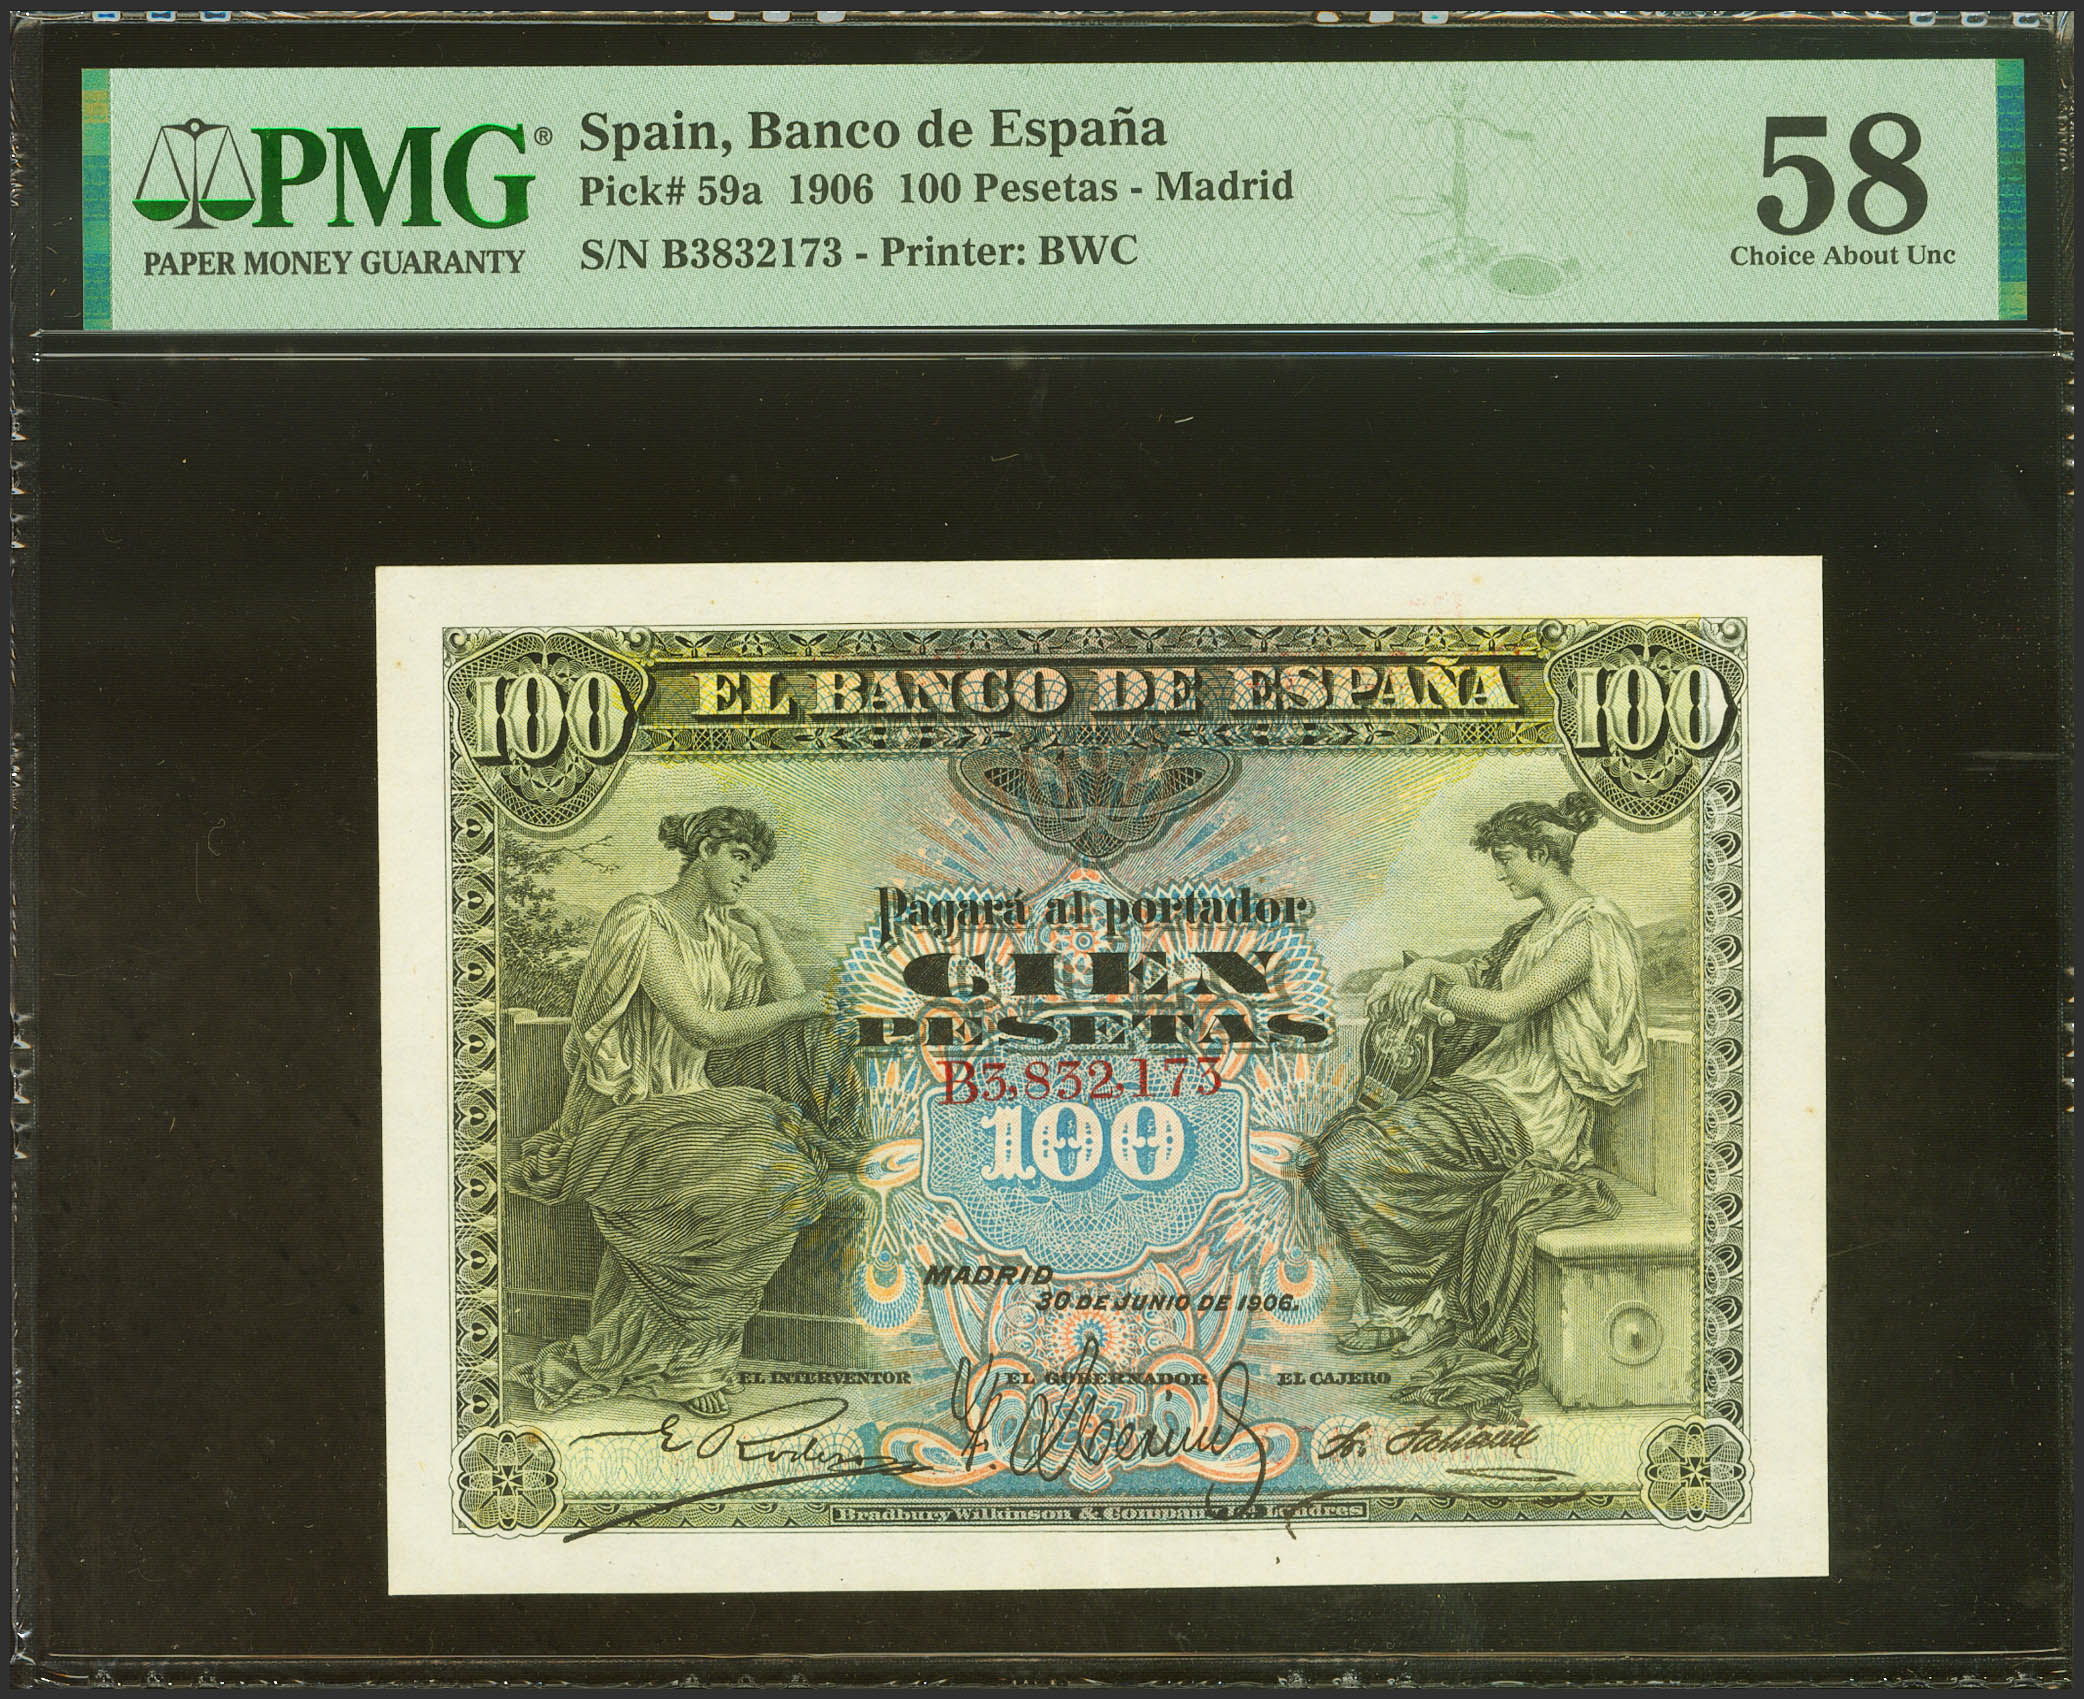 PMG®
PAPER MONEY GUARANTY
Spain, Banco de España
Pick# 59a 1906 100 Pesetas - Madrid
S/N B3832173 - Printer: BWC
58
Choice About Unc
100
EL BANCO DE ESPAÑA
100
Pagará al portador
CIEN
PESETAS
B3,832,173
100
MADRID
30 DE JUNIO DE 1906.
EL INTERVENTOR
EL GOBERNADOR
EL CAJERO
Bradbury Wilkinson & Company Ld. Londres